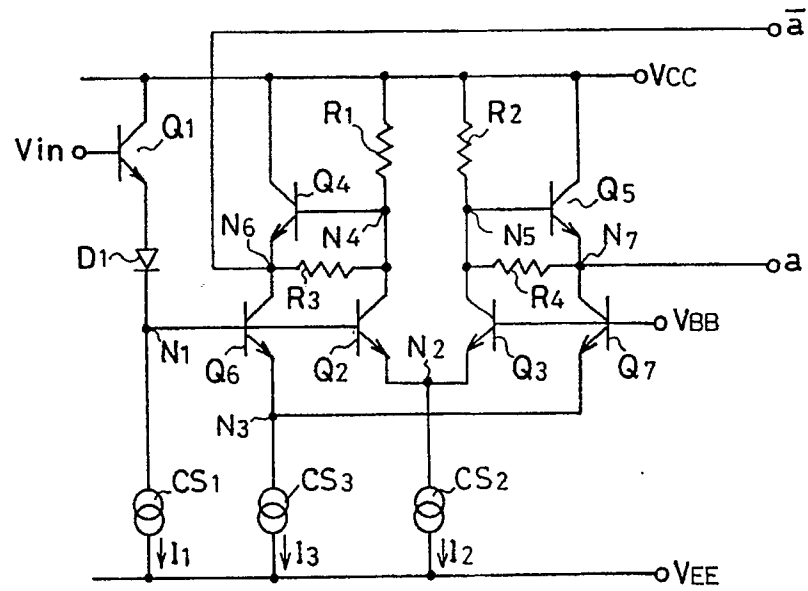 a̅
VCC
R1
R2
Vin
Q1
Q4
Q5
N6
N4
N5
N7
D1
R3
R4
a
N1
Q6
Q2
N2
Q3
VBB
Q7
N3
CS1
CS3
CS2
I1
I3
I2
VEE